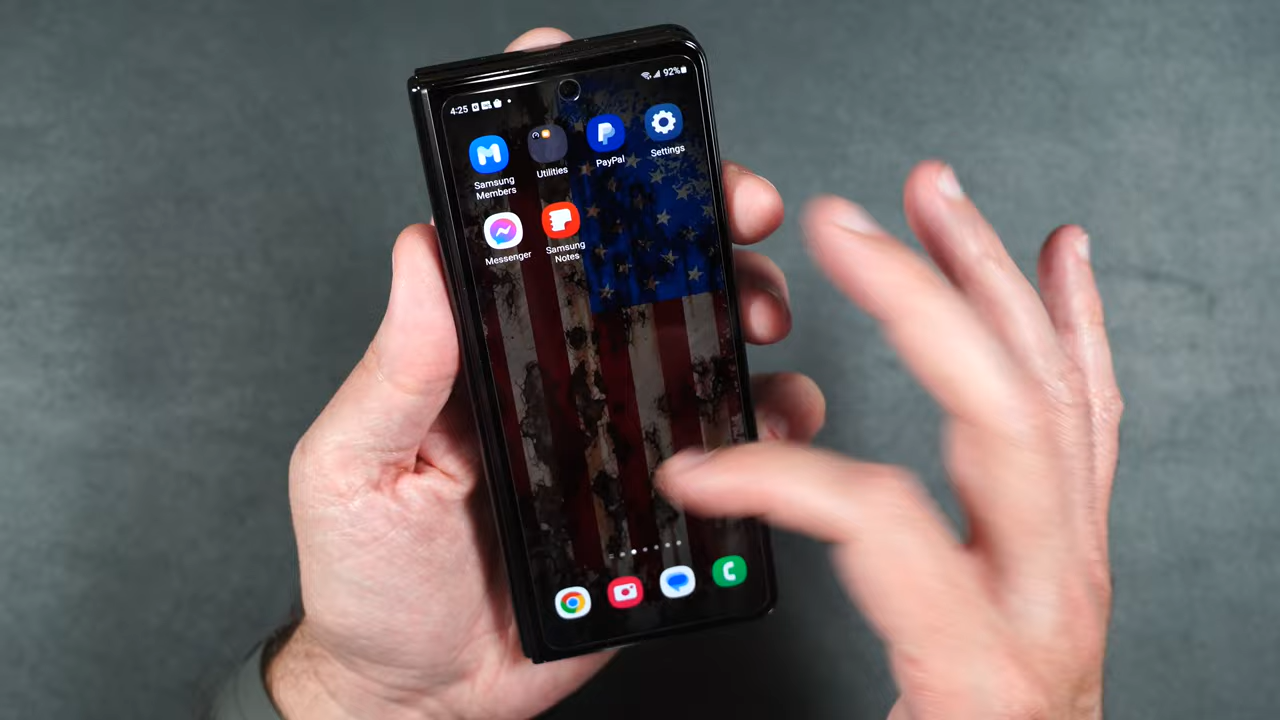 4:25
92%
Samsung
Members
Utilities
PayPal
Settings
Messenger
Samsung
Notes